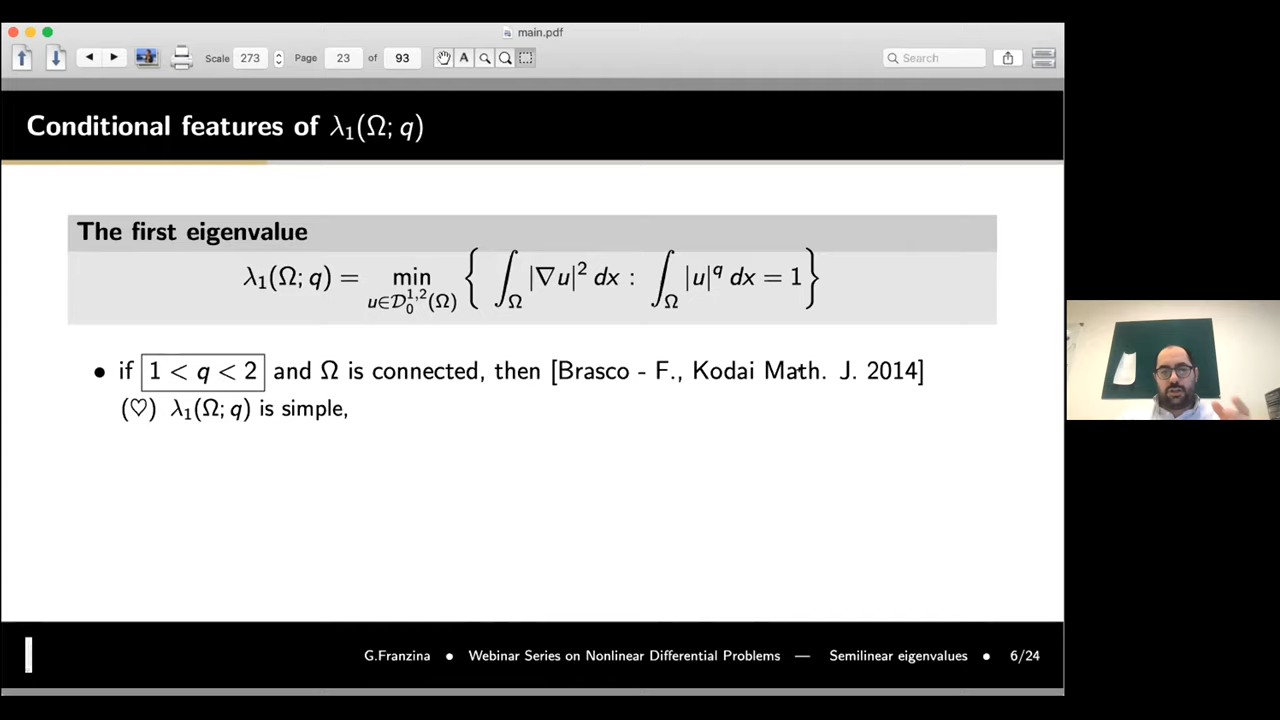 main.pdf
Scale 273 Page 23 of 93 A Search
Conditional features of λ₁(Ω; q)
The first eigenvalue
λ₁(Ω; q) = min_{u∈𝒟₀^{1,2}(Ω)} { ∫_Ω |∇u|² dx : ∫_Ω |u|^q dx = 1 }
• if 1 < q < 2 and Ω is connected, then [Brasco - F., Kodai Math. J. 2014]
(♡) λ₁(Ω; q) is simple,
G.Franzina • Webinar Series on Nonlinear Differential Problems — Semilinear eigenvalues • 6/24